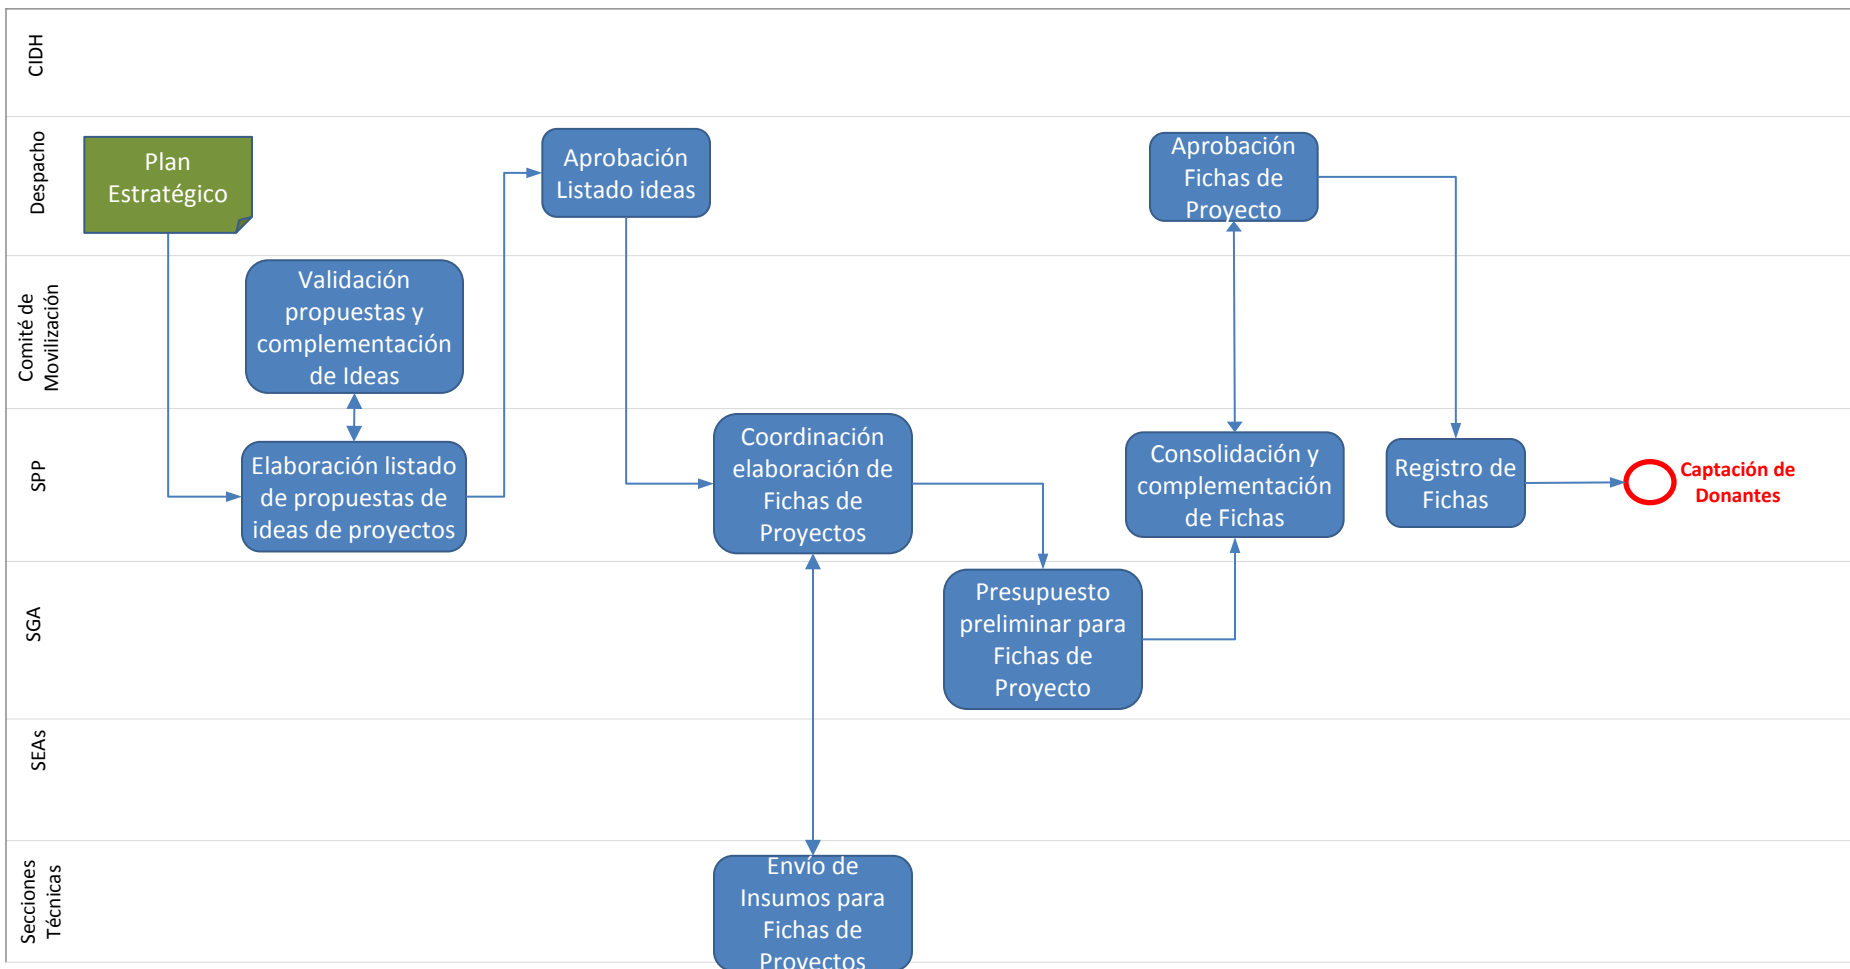 CIDH
Despacho
Plan
Estratégico
Aprobación
Listado ideas
Aprobación
Fichas de
Proyecto
Comité de
Movilización
Validación
propuestas y
complementación
de Ideas
SPP
Elaboración listado
de propuestas de
ideas de proyectos
Coordinación
elaboración de
Fichas de
Proyectos
Consolidación y
complementación
de Fichas
Registro de
Fichas
Captación de
Donantes
SGA
Presupuesto
preliminar para
Fichas de
Proyecto
SEAs
Secciones
Técnicas
Envío de
Insumos para
Fichas de
Proyectos